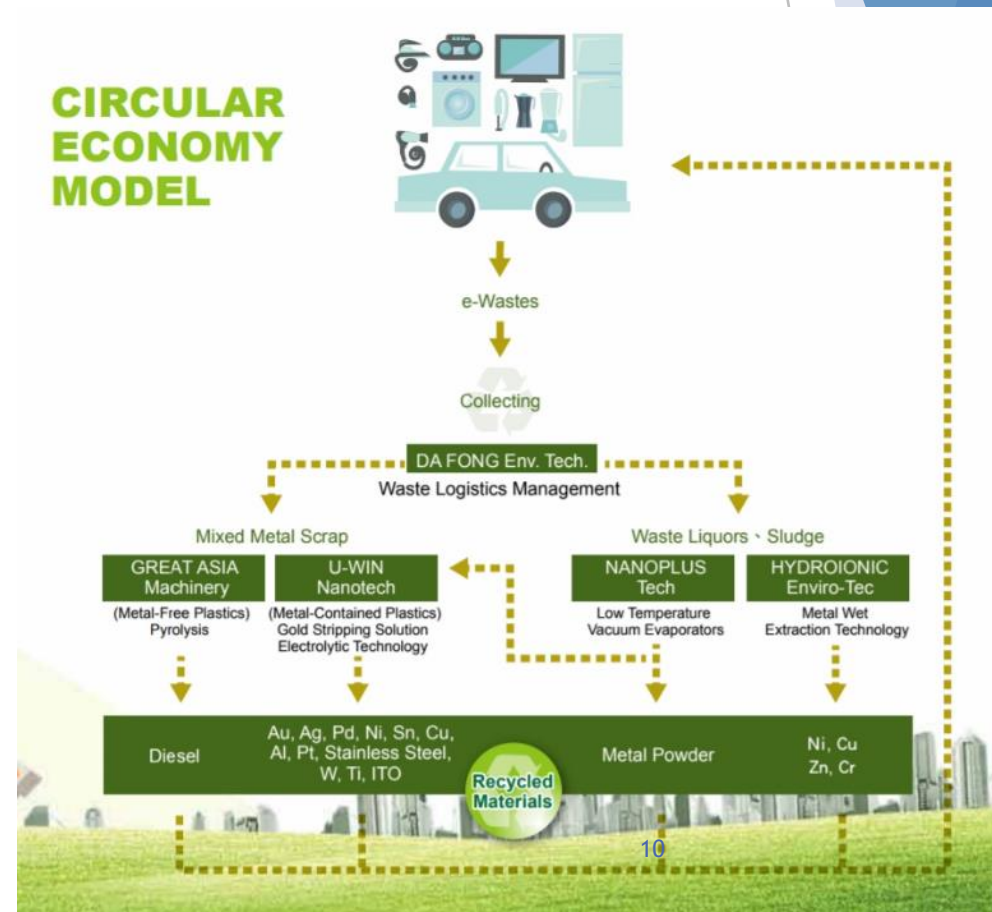 CIRCULAR
ECONOMY
MODEL
e-Wastes
Collecting
DA FONG Env. Tech.
Waste Logistics Management
Mixed Metal Scrap
GREAT ASIA
Machinery
(Metal-Free Plastics)
Pyrolysis
U-WIN
Nanotech
(Metal-Contained Plastics)
Gold Stripping Solution
Electrolytic Technology
Waste Liquors、Sludge
NANOPLUS
Tech
Low Temperature
Vacuum Evaporators
HYDROIONIC
Enviro-Tec
Metal Wet
Extraction Technology
Diesel
Au, Ag, Pd, Ni, Sn, Cu,
Al, Pt, Stainless Steel,
W, Ti, ITO
Recycled
Materials
Metal Powder
Ni, Cu
Zn, Cr
10